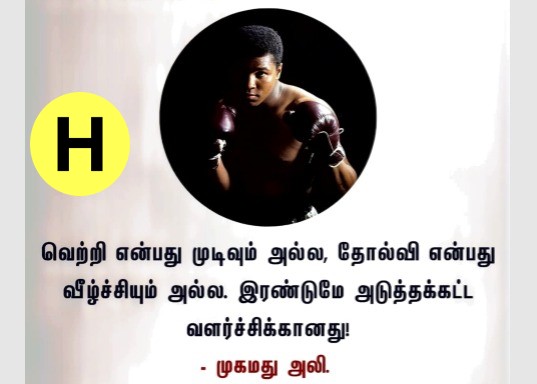 H
வெற்றி என்பது முடிவும் அல்ல, தோல்வி என்பது
வீழ்ச்சியும் அல்ல. இரண்டுமே அடுத்தக்கட்ட
வளர்ச்சிக்கானது!
- முகமது அலி.